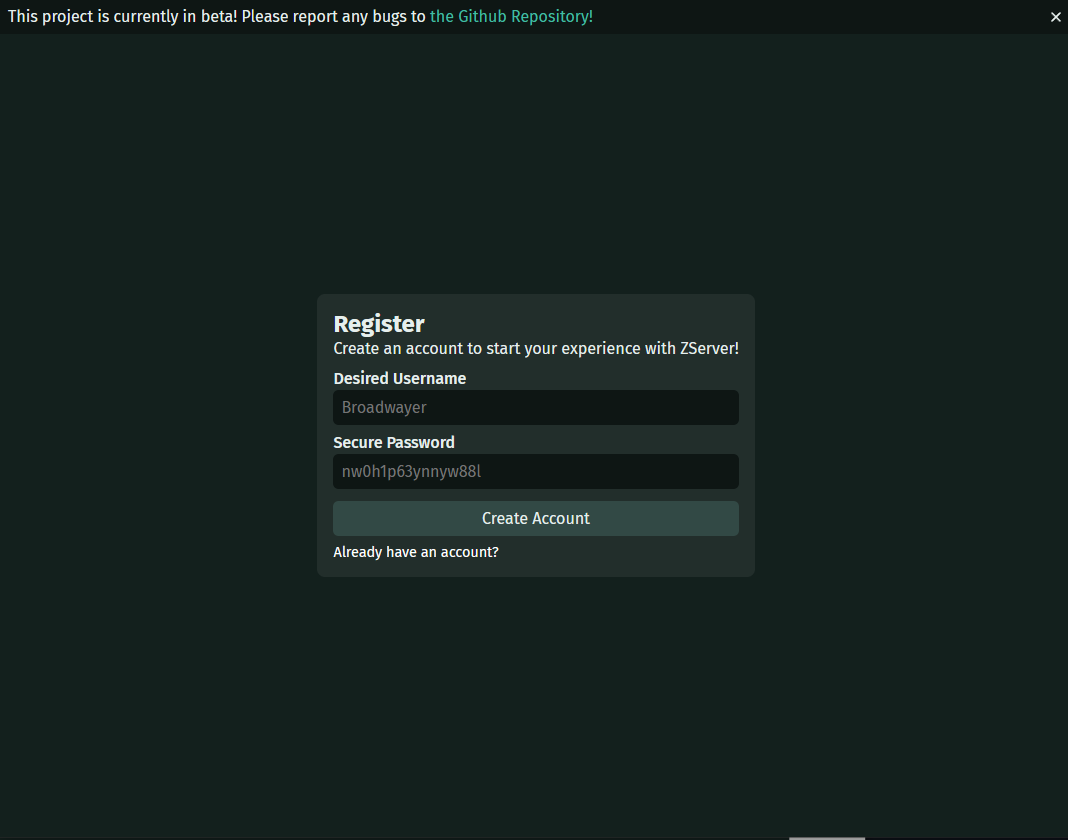 This project is currently in beta! Please report any bugs to the Github Repository!
Register
Create an account to start your experience with ZServer!
Desired Username
Broadwayer
Secure Password
nw0h1p63ynnyw88l
Create Account
Already have an account?